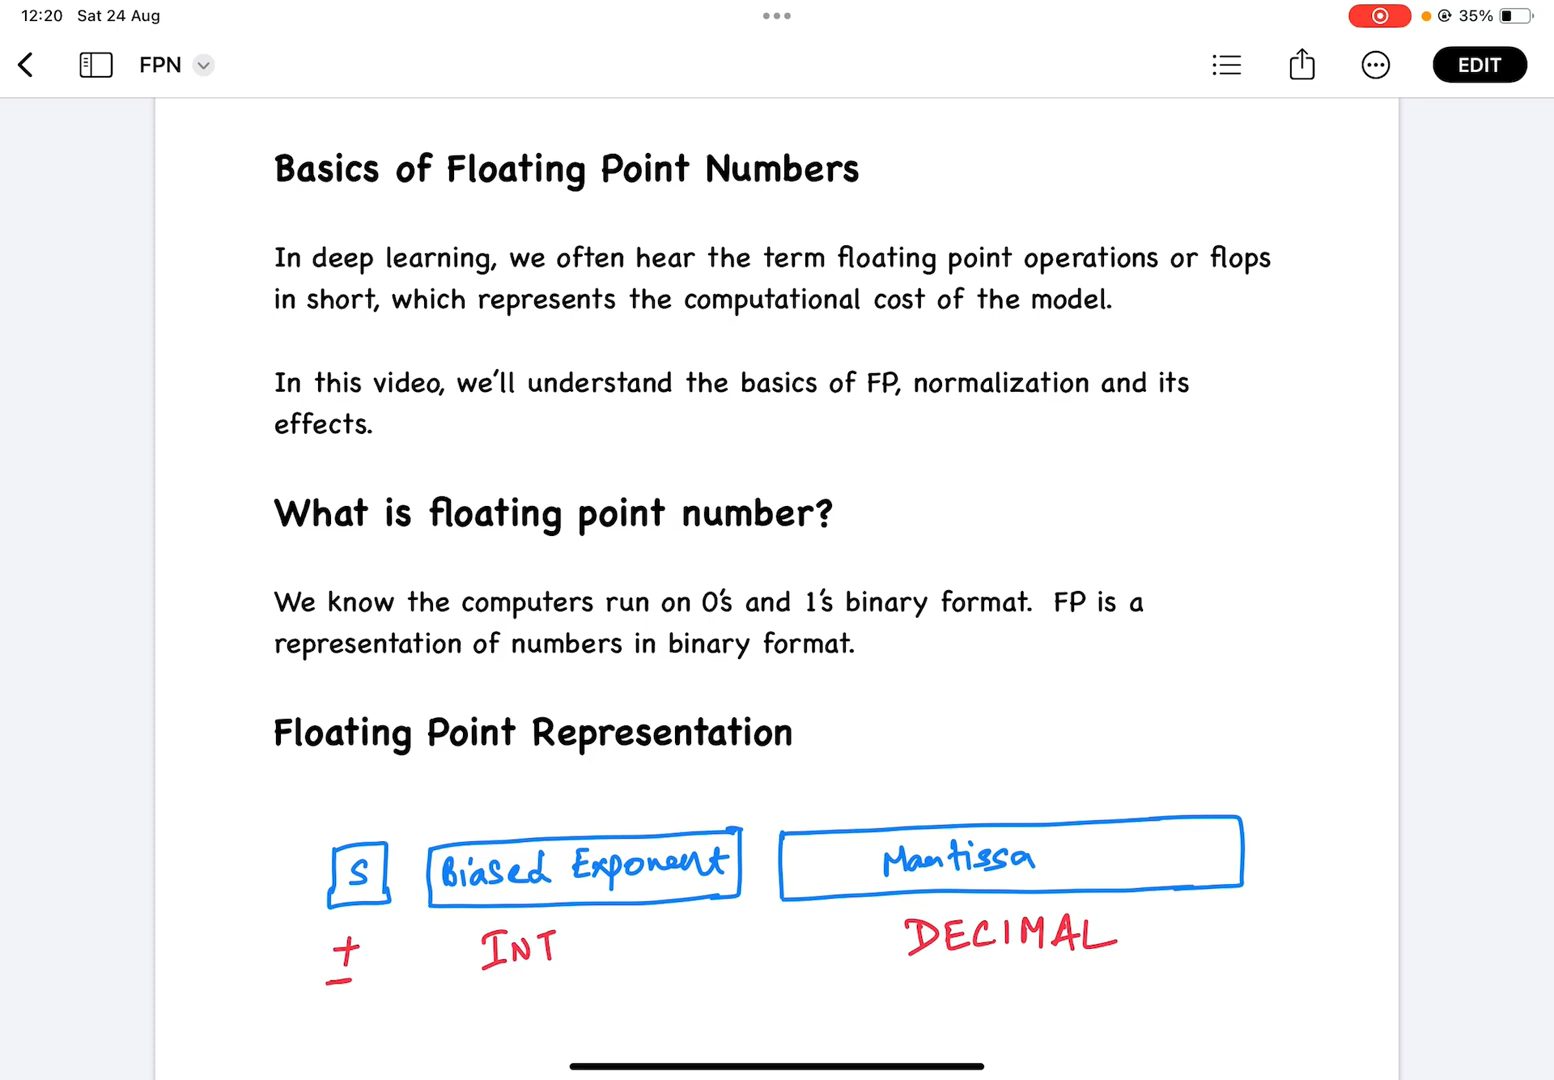 12:20 Sat 24 Aug
35%
FPN
EDIT
Basics of Floating Point Numbers
In deep learning, we often hear the term floating point operations or flops
in short, which represents the computational cost of the model.
In this video, we'll understand the basics of FP, normalization and its
effects.
What is floating point number?
We know the computers run on 0's and 1's binary format. FP is a
representation of numbers in binary format.
Floating Point Representation
S Biased Exponent Mantissa
± INT DECIMAL